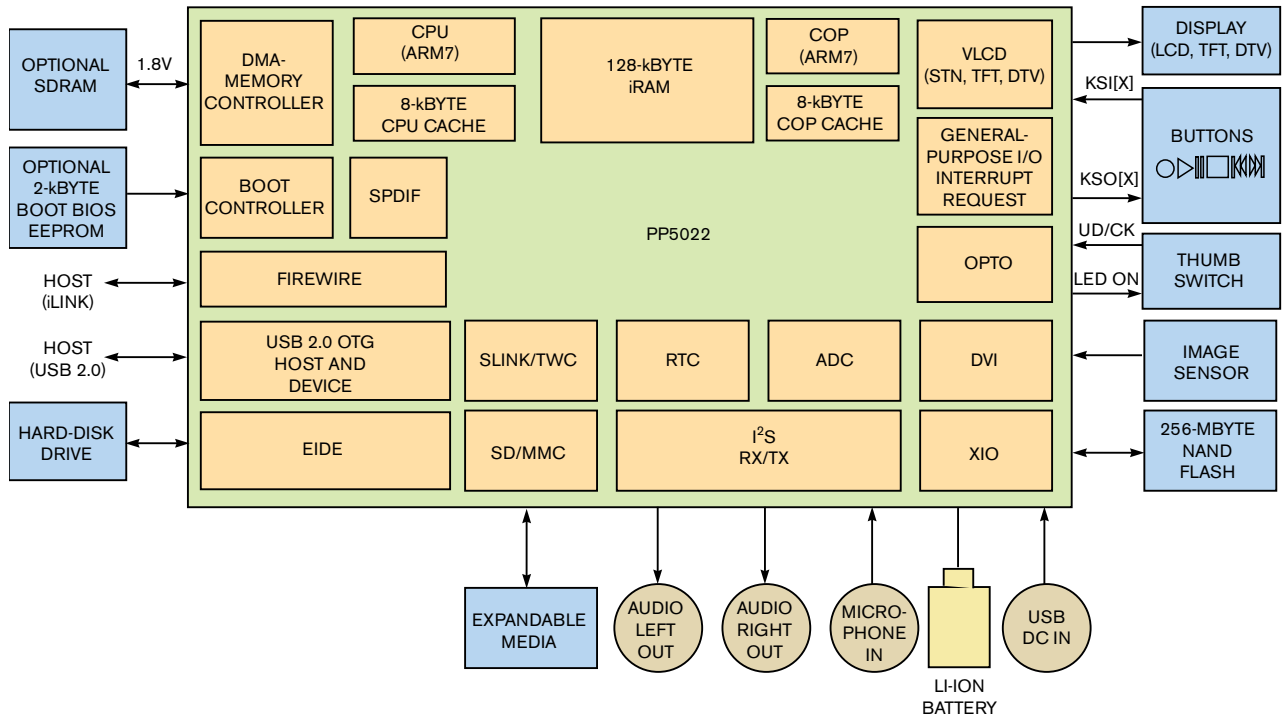 OPTIONAL
SDRAM
1.8V
OPTIONAL
2-kBYTE
BOOT BIOS
EEPROM
HOST
(iLINK)
HOST
(USB 2.0)
HARD-DISK
DRIVE
DMA-
MEMORY
CONTROLLER
CPU
(ARM7)
8-kBYTE
CPU CACHE
128-kBYTE
iRAM
COP
(ARM7)
8-kBYTE
COP CACHE
VLCD
(STN, TFT, DTV)
BOOT
CONTROLLER
SPDIF
GENERAL-
PURPOSE I/O
INTERRUPT
REQUEST
PP5022
FIREWIRE
OPTO
USB 2.0 OTG
HOST AND
DEVICE
SLINK/TWC
RTC
ADC
DVI
EIDE
SD/MMC
I²S
RX/TX
XIO
DISPLAY
(LCD, TFT, DTV)
KSI[X]
BUTTONS
KSO[X]
UD/CK
THUMB
SWITCH
LED ON
IMAGE
SENSOR
256-MBYTE
NAND
FLASH
EXPANDABLE
MEDIA
AUDIO
LEFT
OUT
AUDIO
RIGHT
OUT
MICRO-
PHONE
IN
LI-ION
BATTERY
USB
DC IN